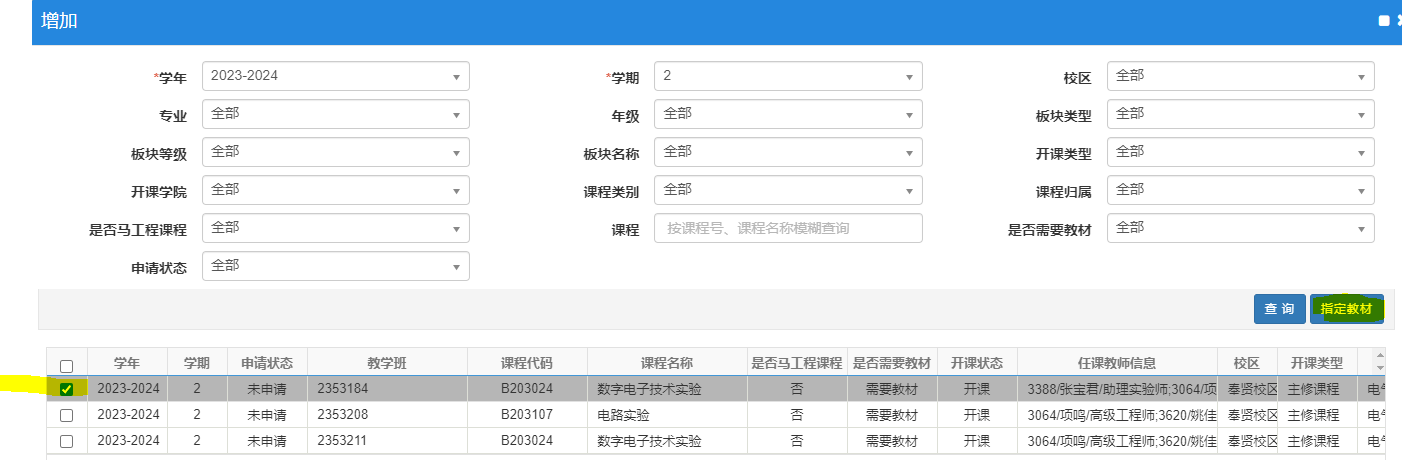 增加
*学年 2023-2024 *学期 2 校区 全部
专业 全部 年级 全部 板块类型 全部
板块等级 全部 板块名称 全部 开课类型 全部
开课学院 全部 课程类别 全部 课程归属 全部
是否马工程课程 全部 课程 按课程号、课程名称模糊查询 是否需要教材 全部
申请状态 全部
查 询 指定教材
学年 学期 申请状态 教学班 课程代码 课程名称 是否马工程课程 是否需要教材 开课状态 任课教师信息 校区 开课类型
2023-2024 2 未申请 2353184 B203024 数字电子技术实验 否 需要教材 开课 3388/张宝君/助理实验师;3064/项 奉贤校区 主修课程 电
2023-2024 2 未申请 2353208 B203107 电路实验 否 需要教材 开课 3064/项鸣/高级工程师;3620/姚佳 奉贤校区 主修课程 电
2023-2024 2 未申请 2353211 B203024 数字电子技术实验 否 需要教材 开课 3064/项鸣/高级工程师;3620/姚佳 奉贤校区 主修课程 电